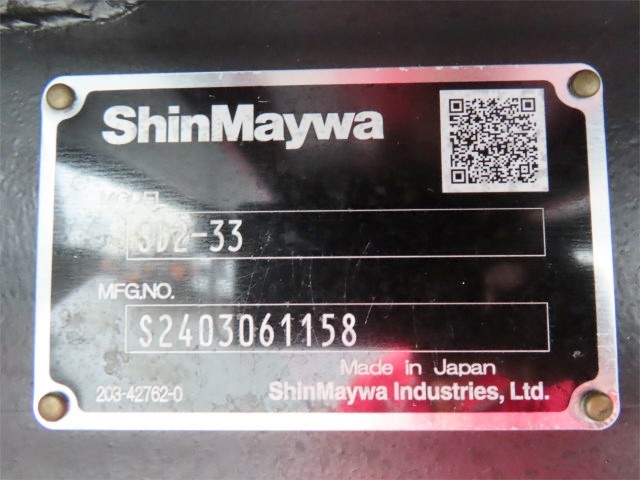 ShinMaywa
MODEL
SD2-33
MFG.NO.
S2403061158
Made in Japan
203-42762-0
ShinMaywa Industries, Ltd.